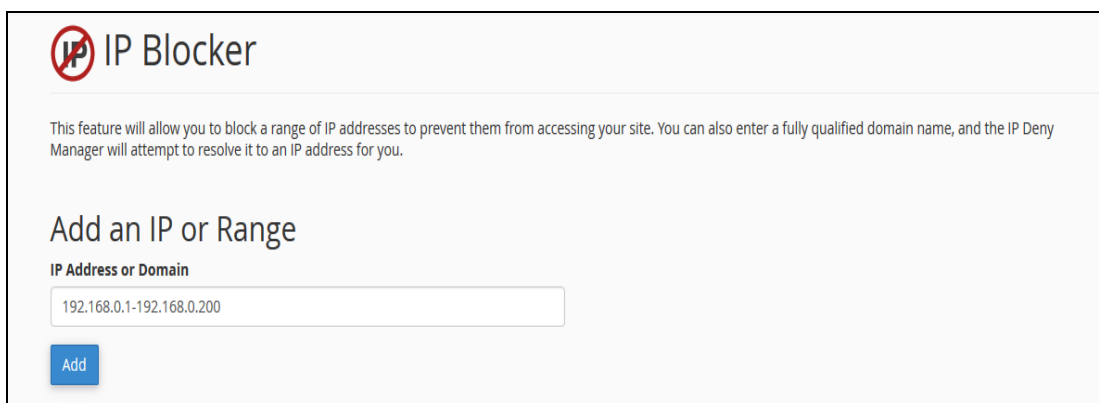 IP IP Blocker
This feature will allow you to block a range of IP addresses to prevent them from accessing your site. You can also enter a fully qualified domain name, and the IP Deny
Manager will attempt to resolve it to an IP address for you.
Add an IP or Range
IP Address or Domain
192.168.0.1-192.168.0.200
Add